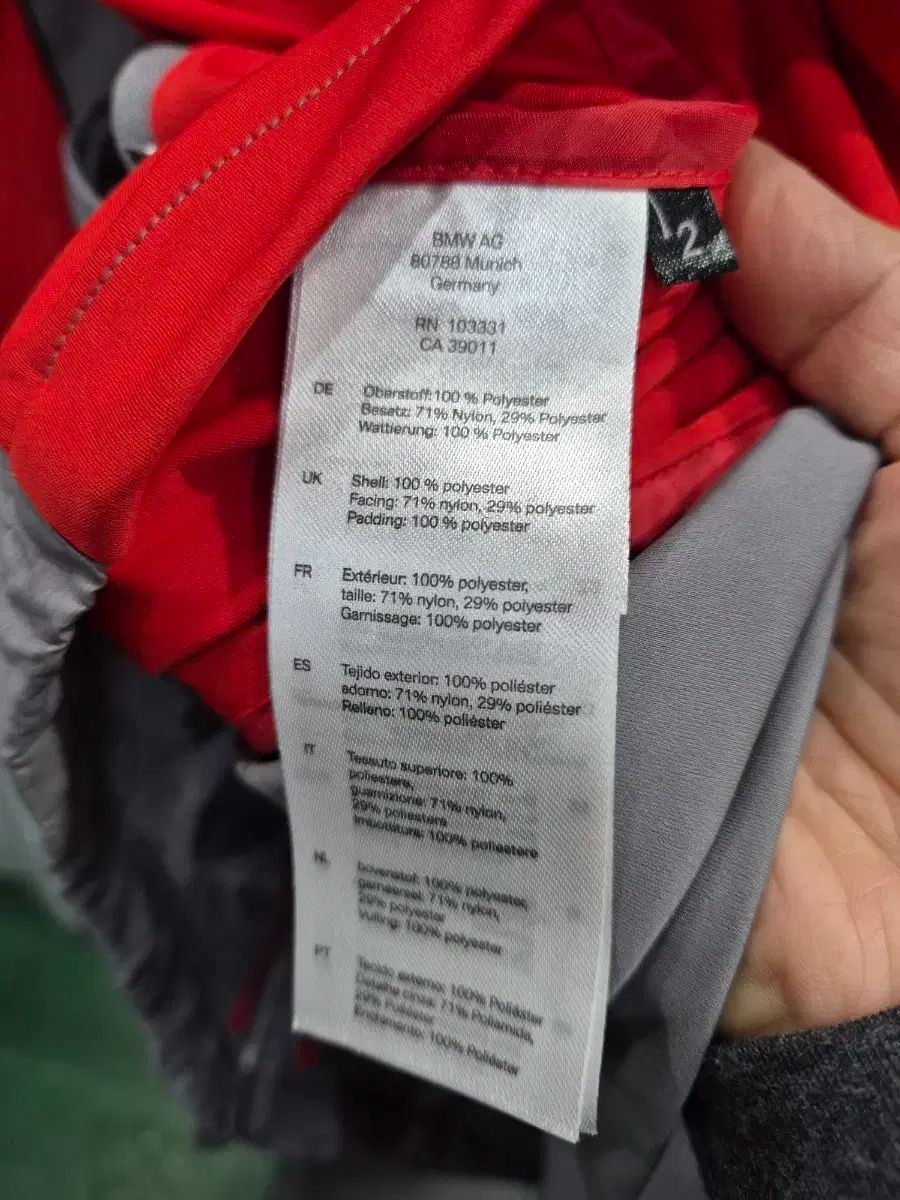 BMW AG
80788 Munich
Germany
RN 103331
CA 39011
2
DE Oberstoff:100 % Polyester
Besatz: 71% Nylon, 29% Polyester
Wattierung: 100 % Polyester
UK Shell: 100 % polyester
Facing: 71% nylon, 29% polyester
Padding: 100 % polyester
FR Extérieur: 100% polyester,
taille: 71% nylon, 29% polyester
Garnissage: 100% polyester
ES Tejido exterior: 100% poliéster
adorno: 71% nylon, 29% poliéster
Relleno: 100% poliéster
IT Tessuto superiore: 100%
poliestere,
guarnizione: 71% nylon,
29% poliestere
Imbottitura: 100% poliestere
NL bovenstof: 100% polyester,
71% nylon,
29% polyester
Vulling: 100% polyester
PT Tecido exterior: 100% Poliéster
Detalhe 71% Poliamida,
29%
100% Poliéster